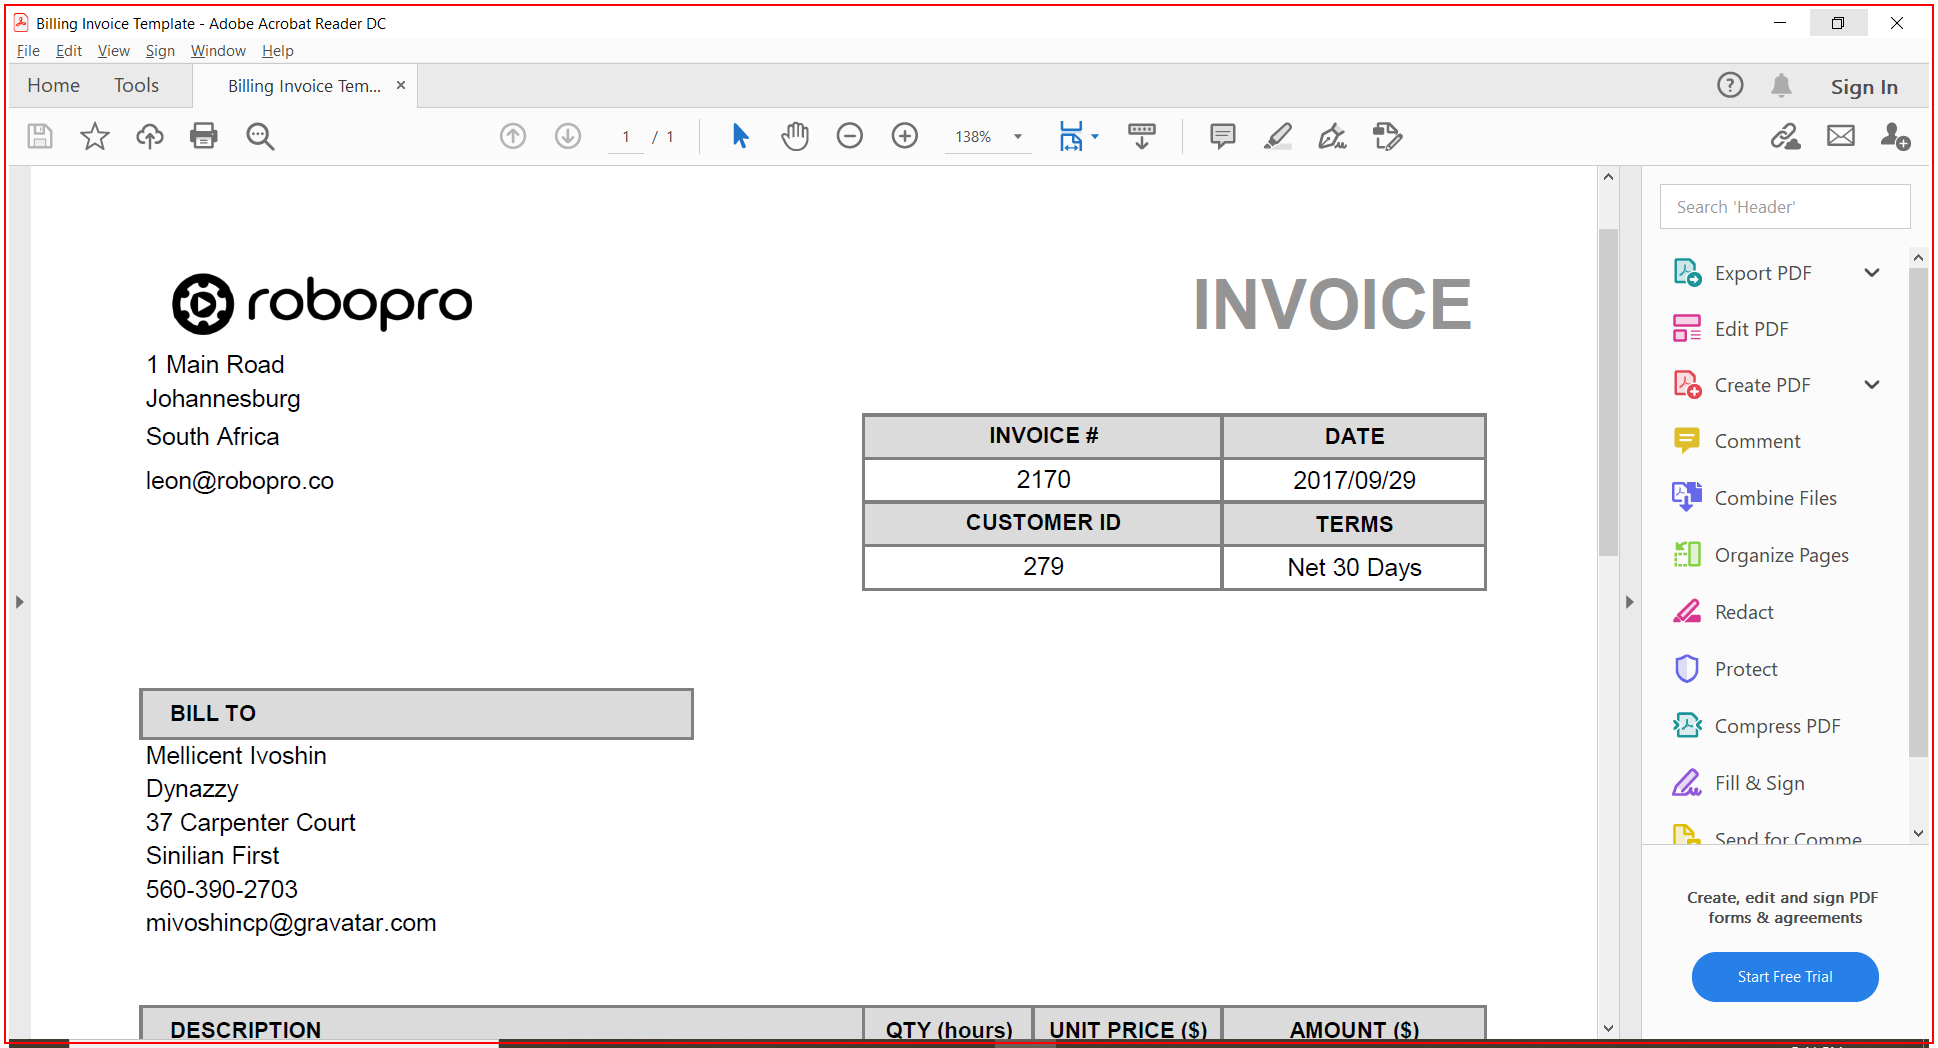 Billing Invoice Template - Adobe Acrobat Reader DC
File Edit View Sign Window Help
Home Tools Billing Invoice Tem... × Sign In
1 / 1 138%
Search 'Header'
robopro
INVOICE
1 Main Road
Johannesburg
South Africa
leon@robopro.co
INVOICE # DATE
2170 2017/09/29
CUSTOMER ID TERMS
279 Net 30 Days
BILL TO
Mellicent Ivoshin
Dynazzy
37 Carpenter Court
Sinilian First
560-390-2703
mivoshincp@gravatar.com
DESCRIPTION QTY (hours) UNIT PRICE ($) AMOUNT ($)
Export PDF
Edit PDF
Create PDF
Comment
Combine Files
Organize Pages
Redact
Protect
Compress PDF
Fill & Sign
Send for Comme
Create, edit and sign PDF
forms & agreements
Start Free Trial